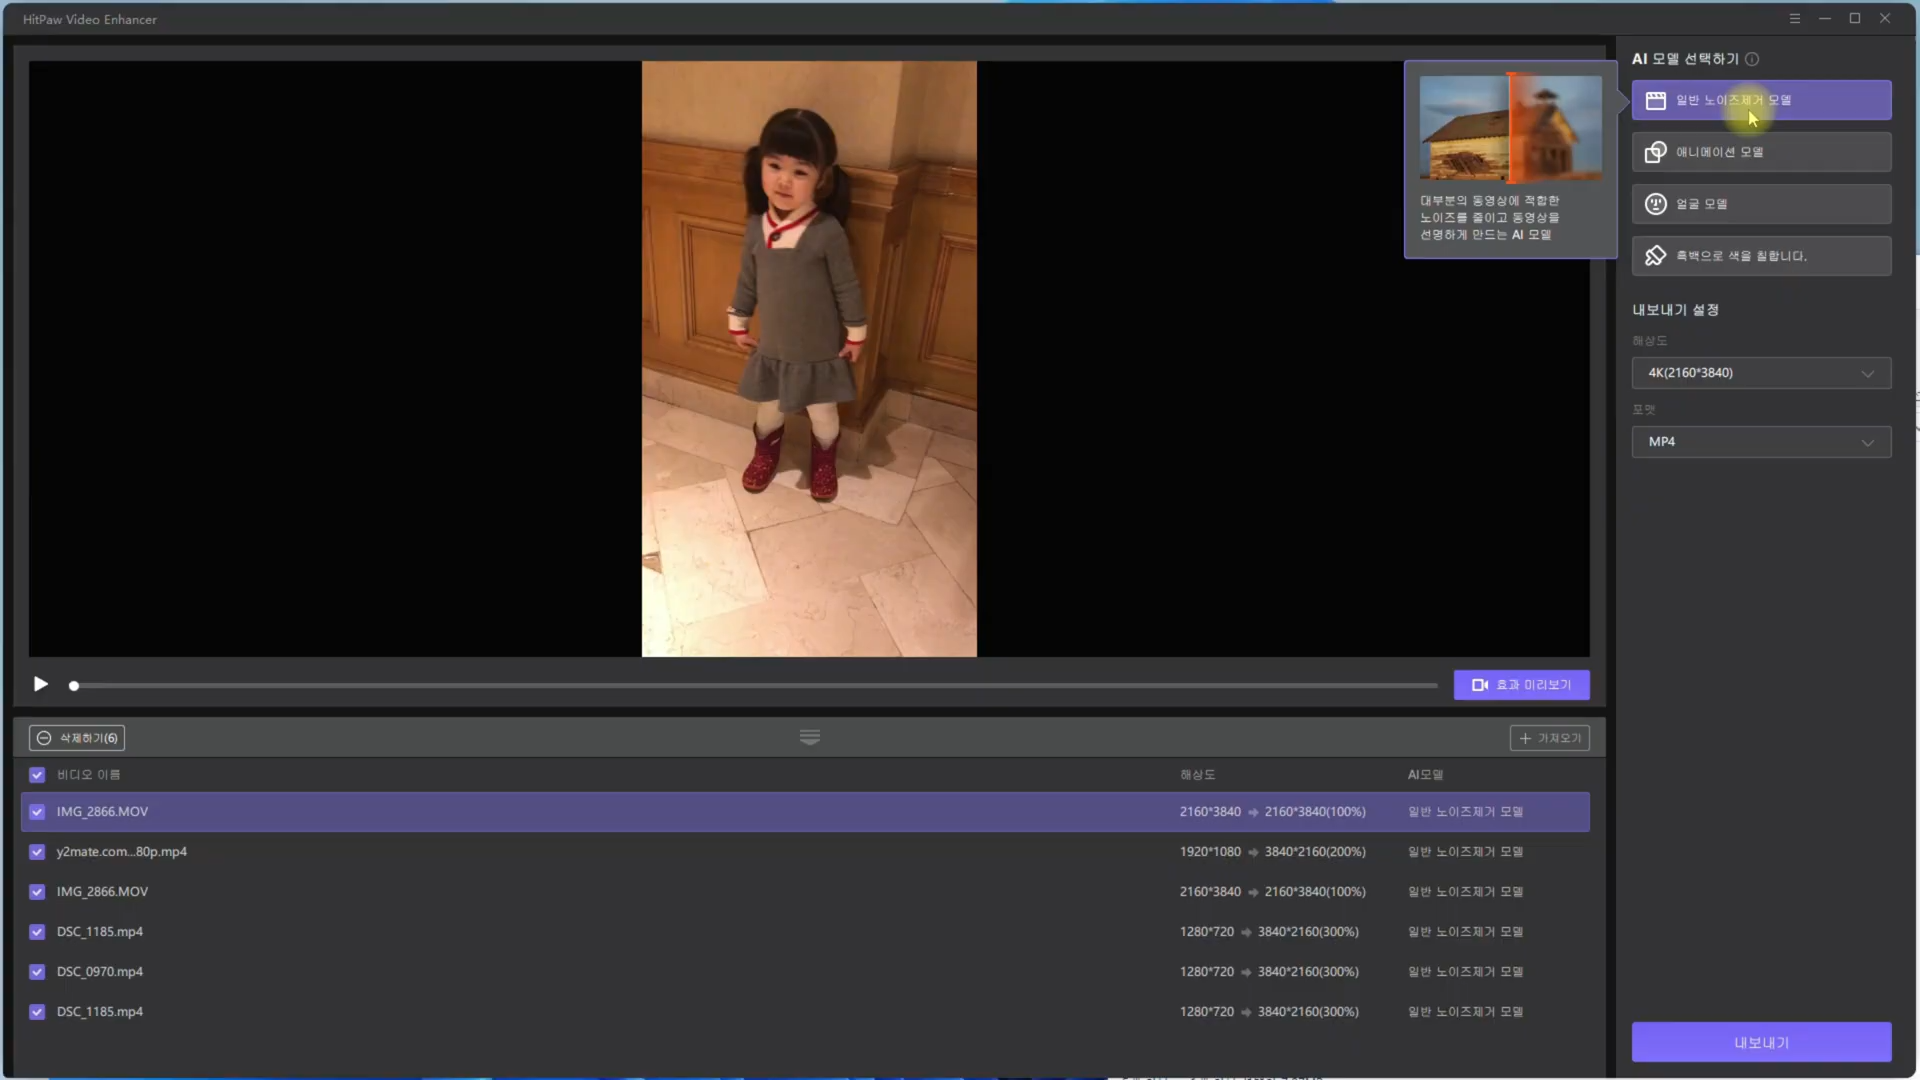 HitPaw Video Enhancer
AI 모델 선택하기
일반 노이즈제거 모델
대부분의 동영상에 적합한
노이즈를 줄이고 동영상을
선명하게 만드는 AI 모델
애니메이션 모델
얼굴 모델
흑백으로 색을 칠합니다.
내보내기 설정
해상도
4K(2160*3840)
포맷
MP4
효과 미리보기
삭제하기(6)
가져오기
비디오 이름 해상도 AI모델
IMG_2866.MOV 2160*3840 2160*3840(100%) 일반 노이즈제거 모델
y2mate.com...80p.mp4 1920*1080 3840*2160(200%) 일반 노이즈제거 모델
IMG_2866.MOV 2160*3840 2160*3840(100%) 일반 노이즈제거 모델
DSC_1185.mp4 1280*720 3840*2160(300%) 일반 노이즈제거 모델
DSC_0970.mp4 1280*720 3840*2160(300%) 일반 노이즈제거 모델
DSC_1185.mp4 1280*720 3840*2160(300%) 일반 노이즈제거 모델
내보내기